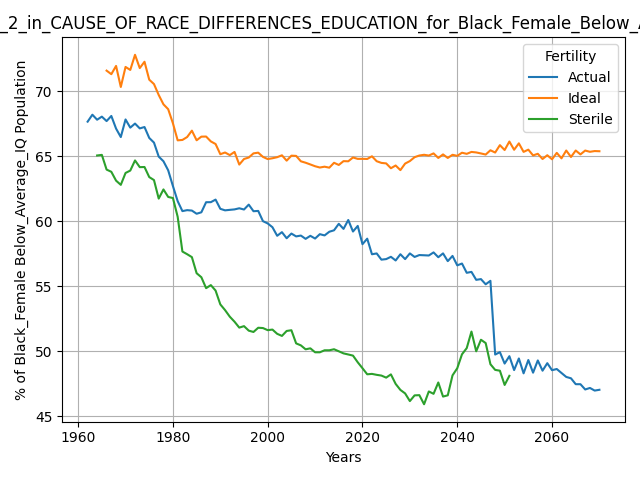 _2_in_CAUSE_OF_RACE_DIFFERENCES_EDUCATION_for_Black_Female_Below_A
Fertility
Actual
Ideal
Sterile
% of Black_Female Below_Average_IQ Population
70
65
60
55
50
45
1960
1980
2000
2020
2040
2060
Years